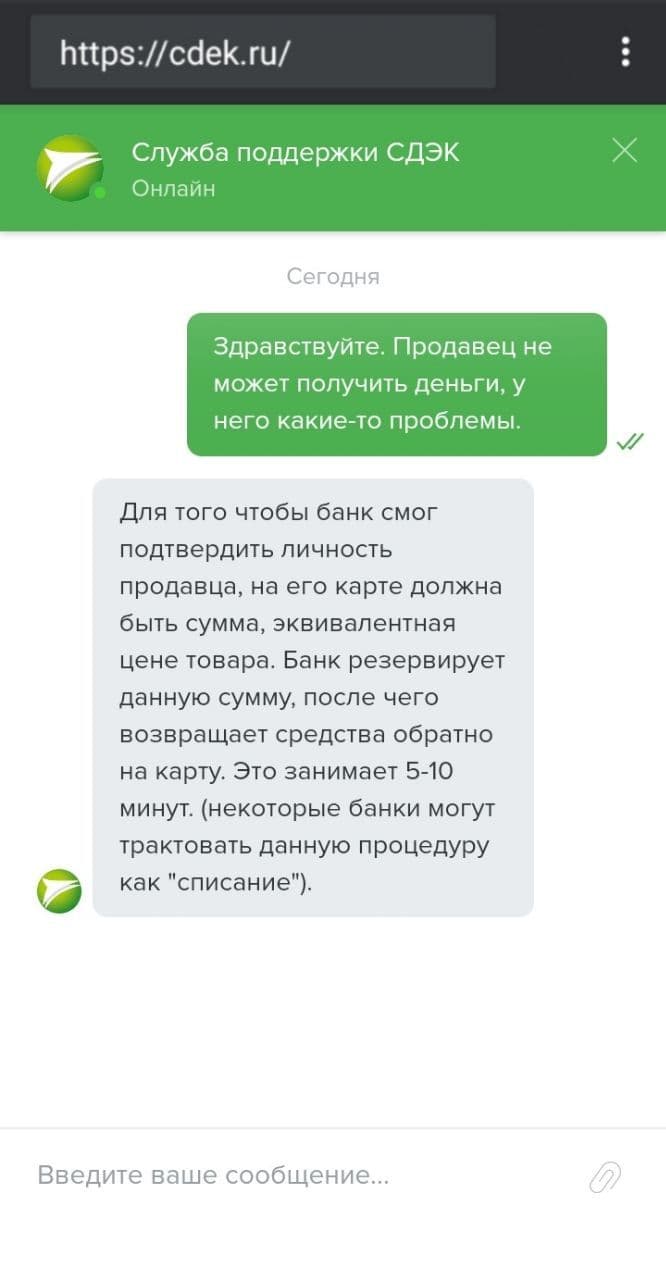 https://cdek.ru/
Служба поддержки СДЭК
Онлайн
Сегодня
Здравствуйте. Продавец не
может получить деньги, у
него какие-то проблемы.
Для того чтобы банк смог
подтвердить личность
продавца, на его карте должна
быть сумма, эквивалентная
цене товара. Банк резервирует
данную сумму, после чего
возвращает средства обратно
на карту. Это занимает 5-10
минут. (некоторые банки могут
трактовать данную процедуру
как "списание").
Введите ваше сообщение...